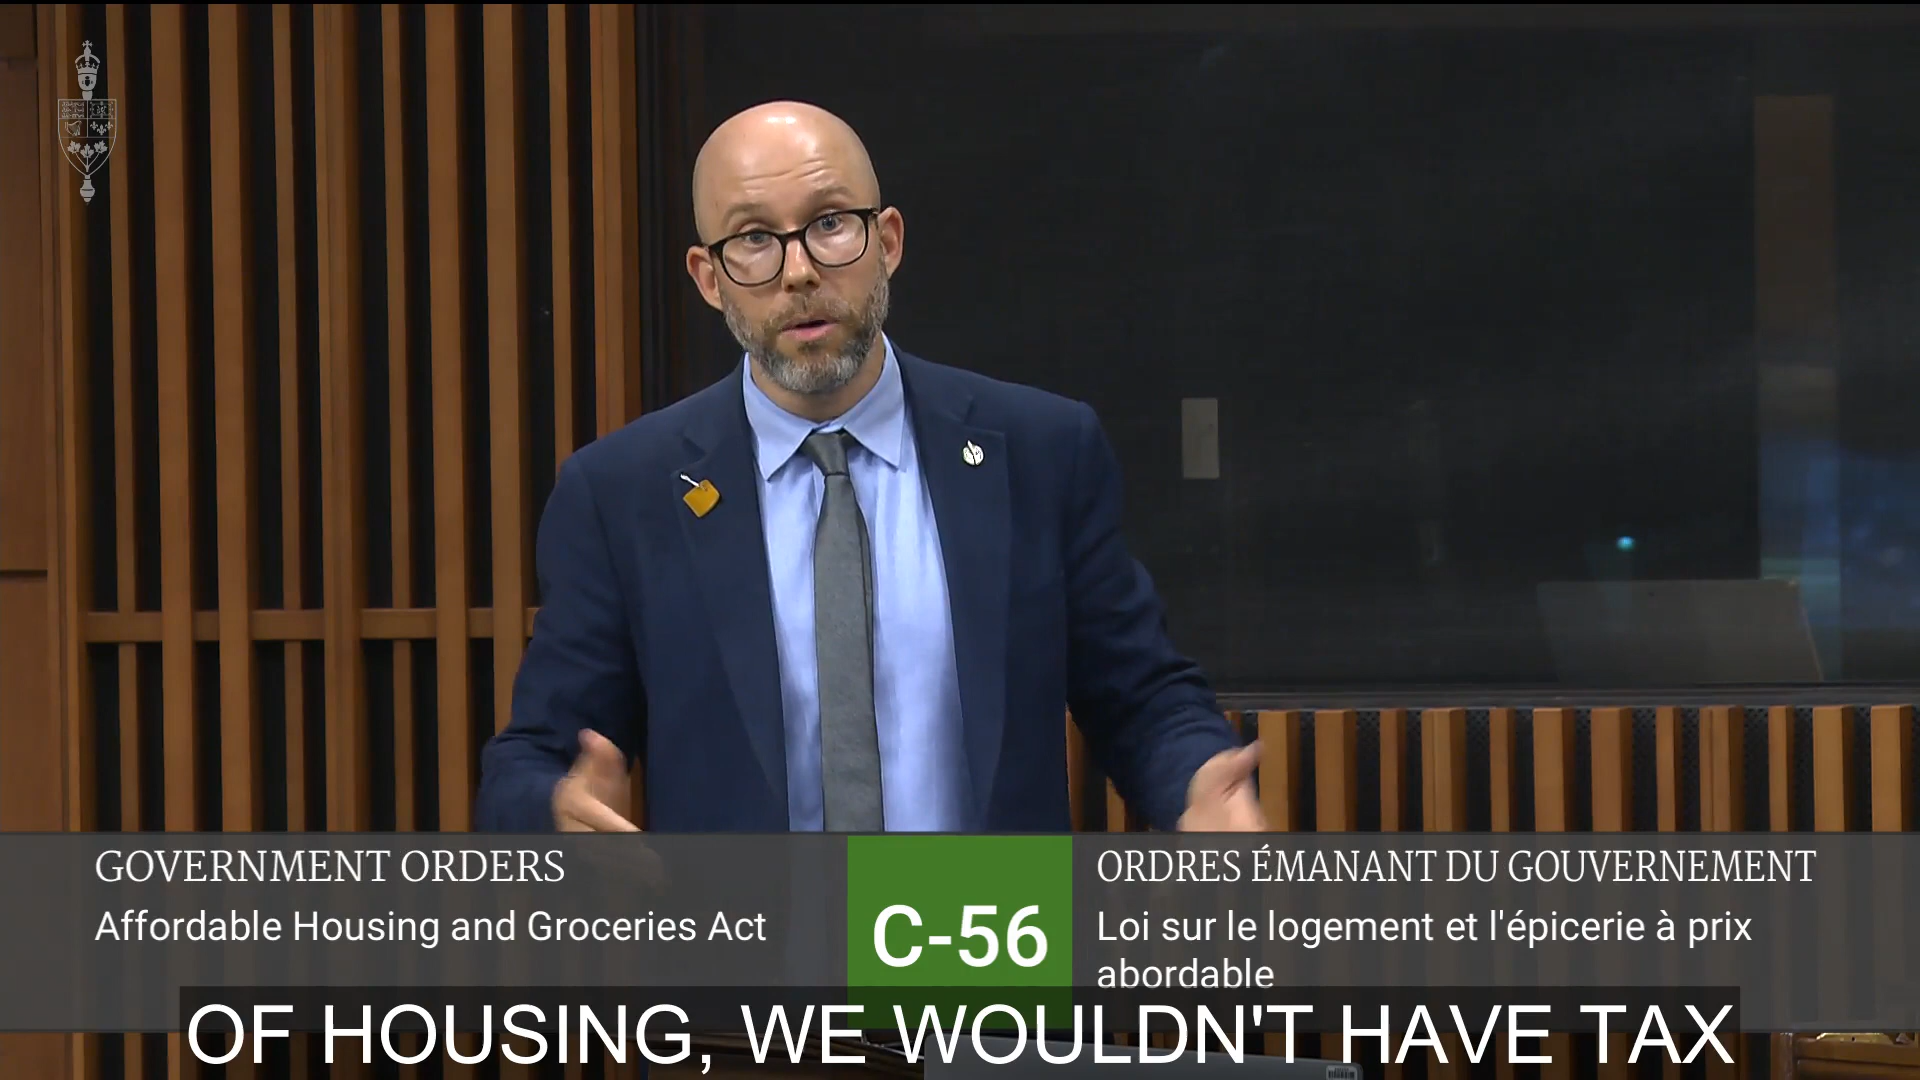 GOVERNMENT ORDERS
Affordable Housing and Groceries Act
C-56
ORDRES ÉMANANT DU GOUVERNEMENT
Loi sur le logement et l'épicerie à prix
abordable
OF HOUSING, WE WOULDN'T HAVE TAX